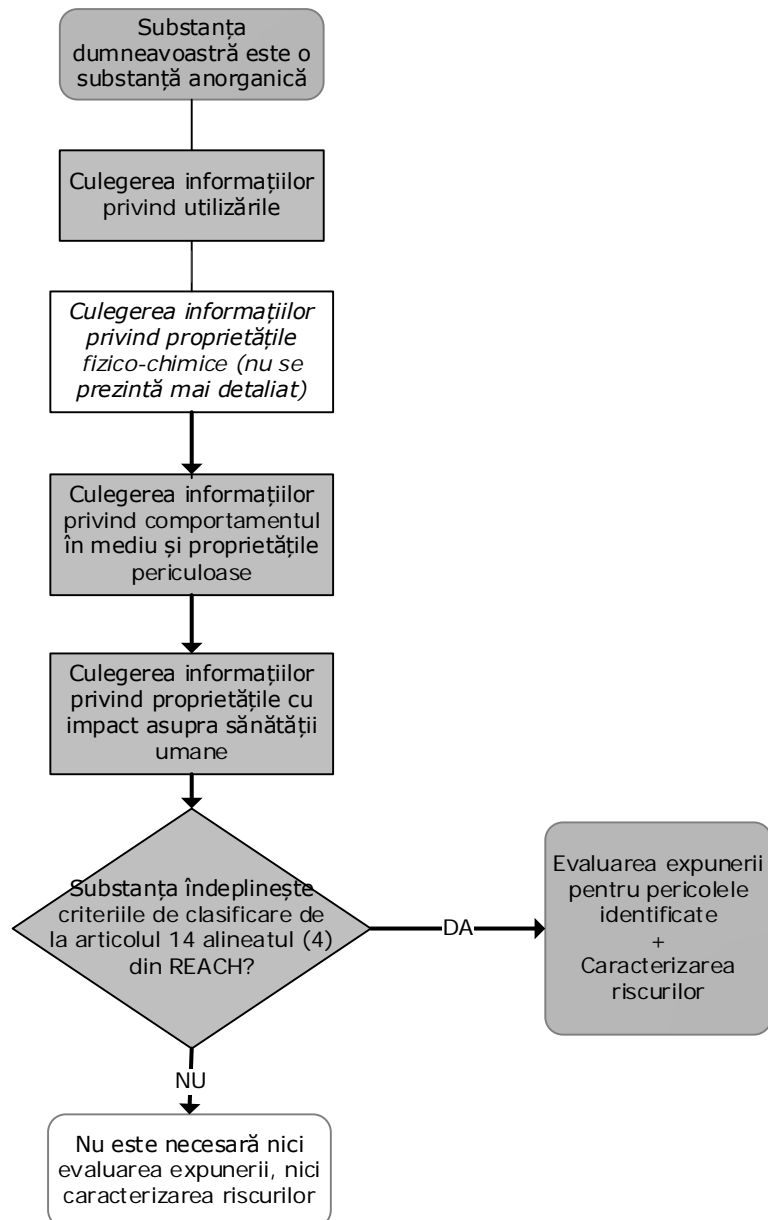 Substanța
dumneavoastră este o
substanță anorganică
Culegerea informațiilor
privind utilizările
Culegerea informațiilor
privind proprietățile
fizico-chimice (nu se
prezintă mai detaliat)
Culegerea informațiilor
privind comportamentul
în mediu și proprietățile
periculoase
Culegerea informațiilor
privind proprietățile cu
impact asupra sănătății
umane
Substanța îndeplinește
criteriile de clasificare de
la articolul 14 alineatul (4)
din REACH?
DA
Evaluarea expunerii
pentru pericolele
identificate
+
Caracterizarea
riscurilor
NU
Nu este necesară nici
evaluarea expunerii, nici
caracterizarea riscurilor